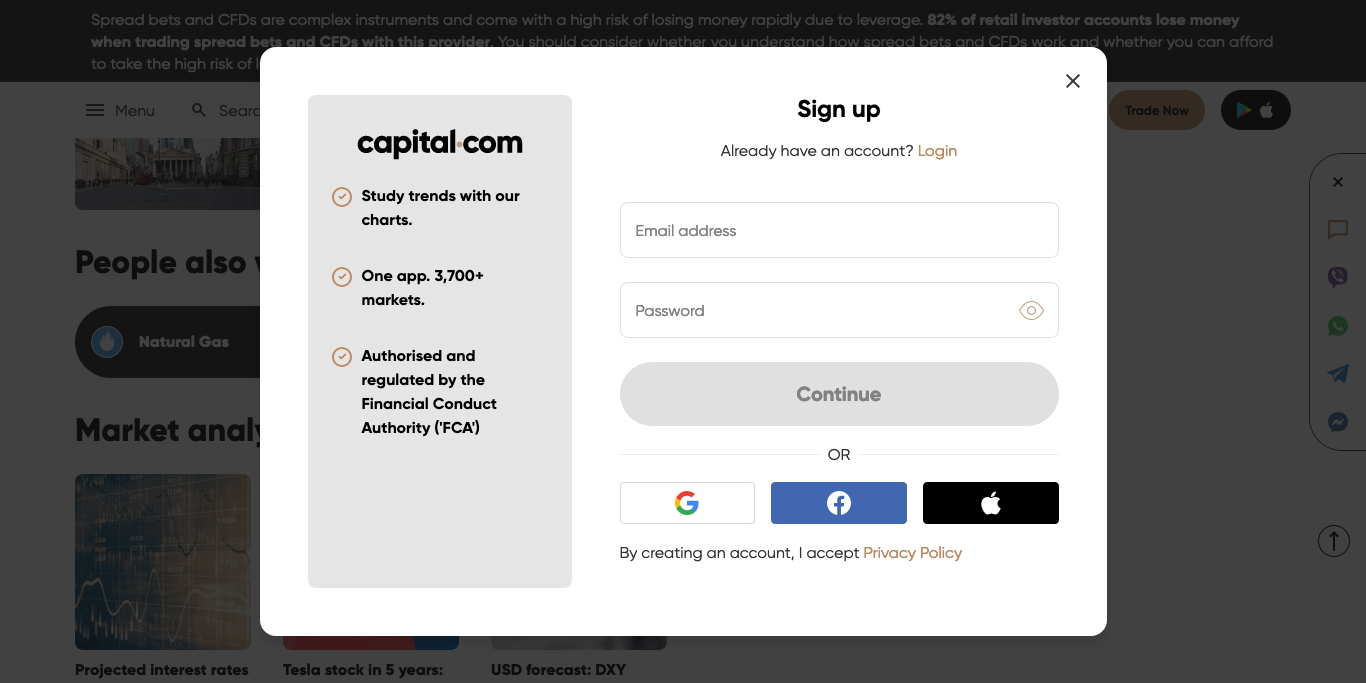 Spread bets and CFDs are complex instruments and come with a high risk of losing money rapidly due to leverage. 82% of retail investor accounts lose money
when trading spread bets and CFDs with this provider. You should consider whether you understand how spread bets and CFDs work and whether you can afford
to take the high risk of
Menu
Trade Now
Sign up
Already have an account? Login
capital.com
Study trends with our
charts.
One app. 3,700+
markets.
Authorised and
regulated by the
Financial Conduct
Authority ('FCA')
Email address
Password
Continue
OR
By creating an account, I accept Privacy Policy
People also
Natural Gas
Market
Projected interest rates
Tesla stock in 5 years:
USD forecast: DXY